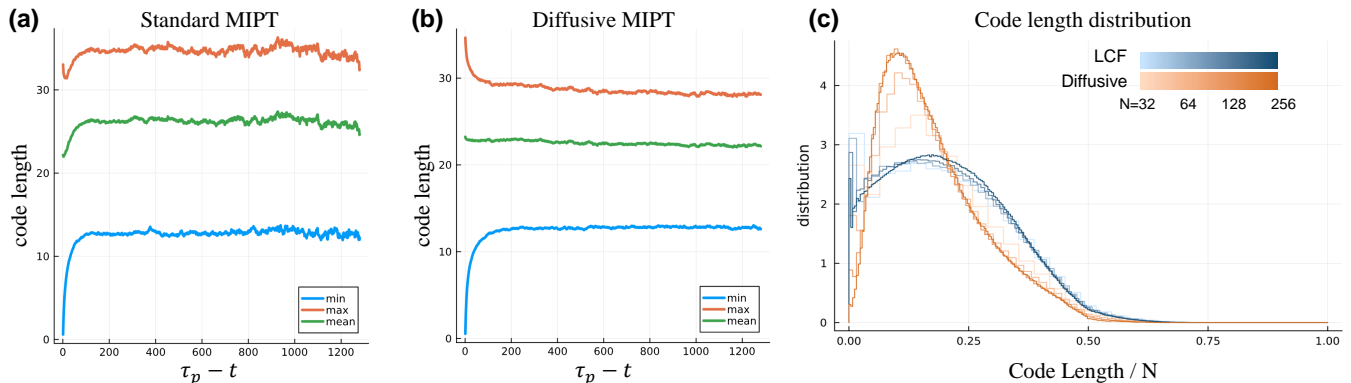 (a)
Standard MIPT
code length
30
20
10
0
0 200 400 600 800 1000 1200
τ_p − t
min
max
mean
(b)
Diffusive MIPT
code length
30
20
10
0
0 200 400 600 800 1000 1200
τ_p − t
min
max
mean
(c)
Code length distribution
LCF
Diffusive
N=32 64 128 256
distribution
4
3
2
1
0
0.00 0.25 0.50 0.75 1.00
Code Length / N